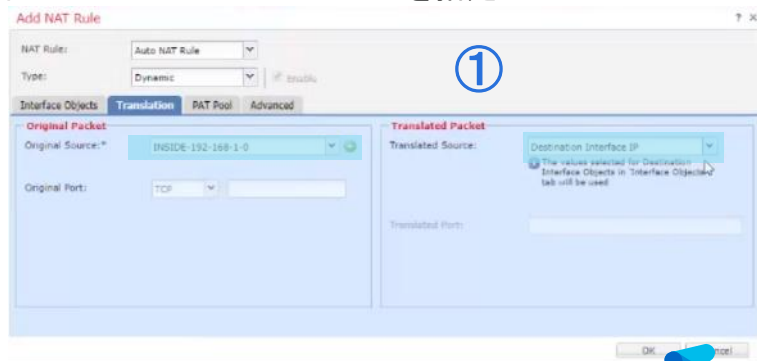 Add NAT Rule ? ×
NAT Rule: Auto NAT Rule
Type: Dynamic Enable
①
Interface Objects Translation PAT Pool Advanced
Original Packet
Original Source:* INSIDE-192-168-1-0
Original Port: TCP
Translated Packet
Translated Source: Destination Interface IP
The values selected for Destination
Interface Objects in 'Interface Objects'
tab will be used
Translated Port:
OK